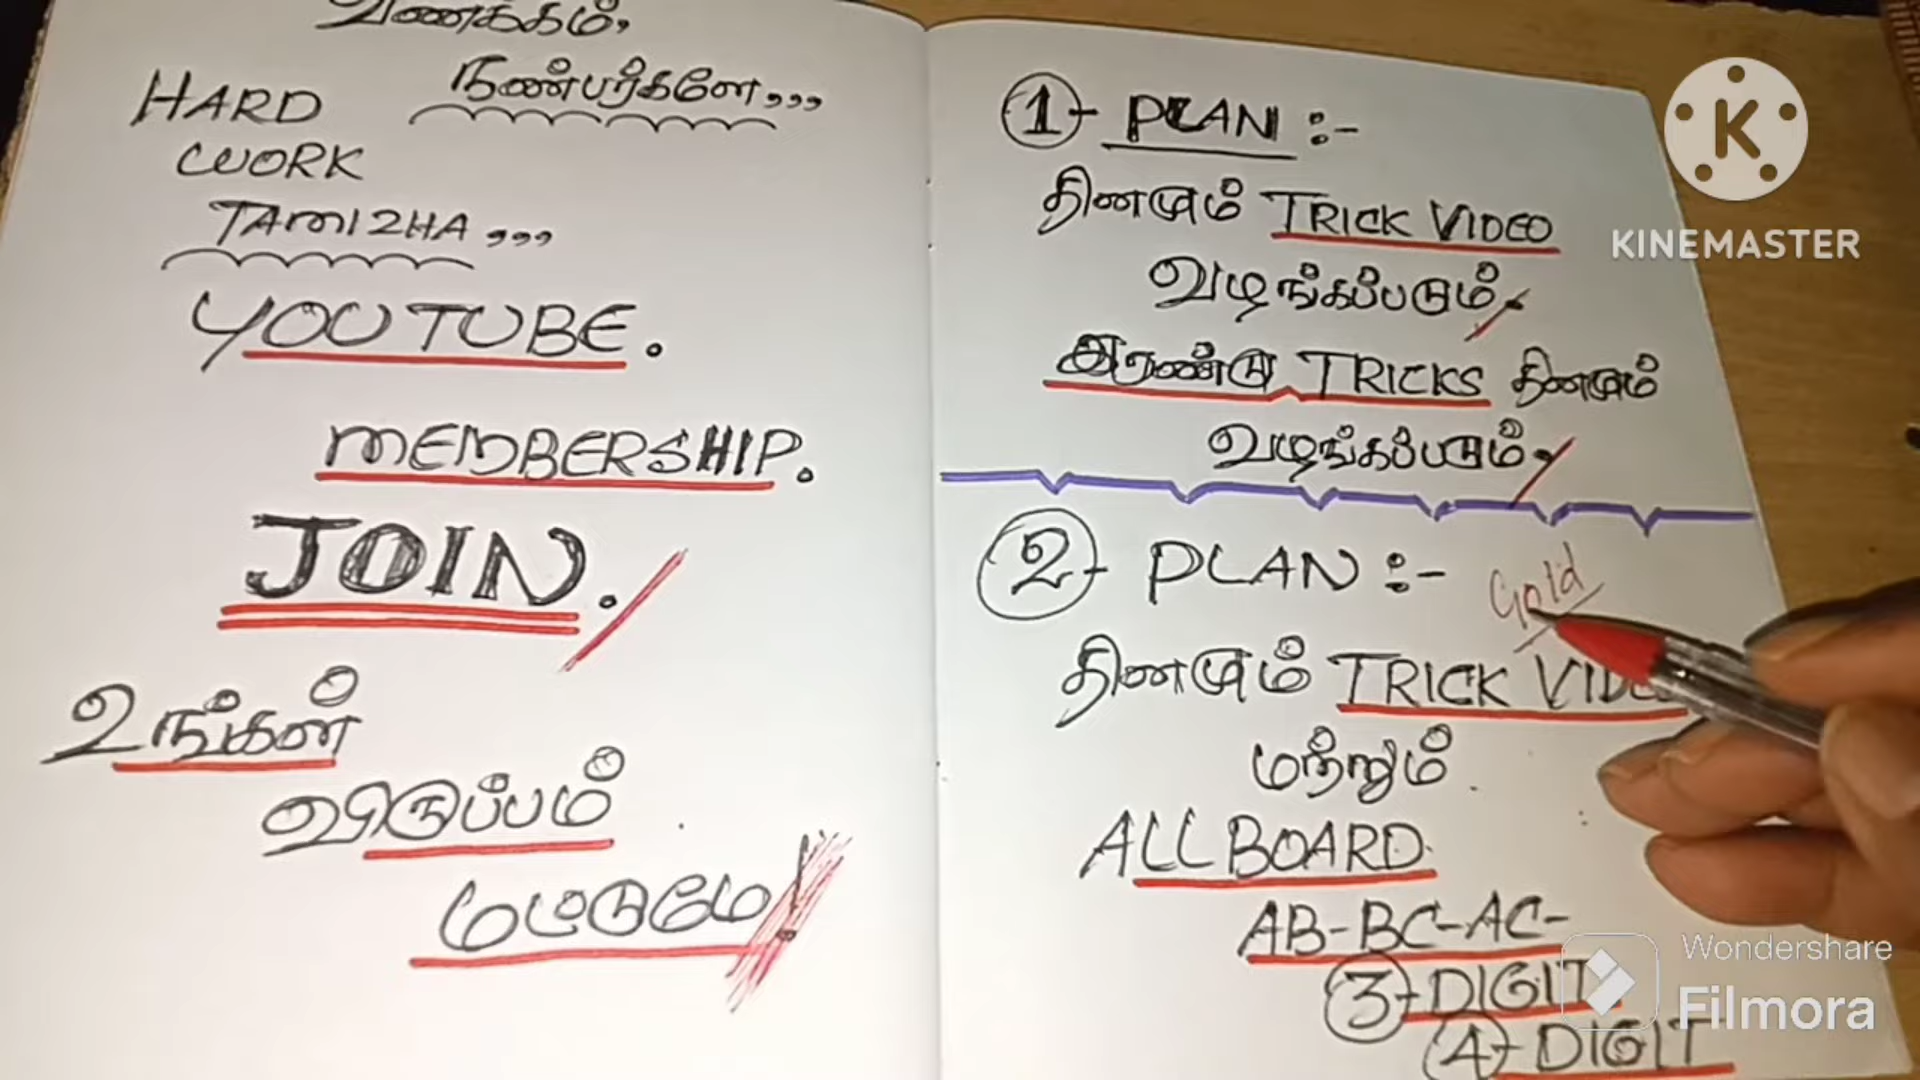 வணக்கம்,
நண்பர்களே,,,
HARD
WORK
TAMIZHA,,,
YOUTUBE.
MEMBERSHIP.
JOIN.
உங்கள்
விருப்பம்
மட்டுமே!
1- PLAN :-
தினமும் TRICK VIDEO
வழங்கப்படும்.
இரண்டு TRICKS தினமும்
வழங்கப்படும்.
2- PLAN :-
Gold
தினமும் TRICK VIDEO
மற்றும்
ALL BOARD.
AB-BC-AC-
3-DIGIT
4-DIGIT
K
KINEMASTER
Wondershare
Filmora